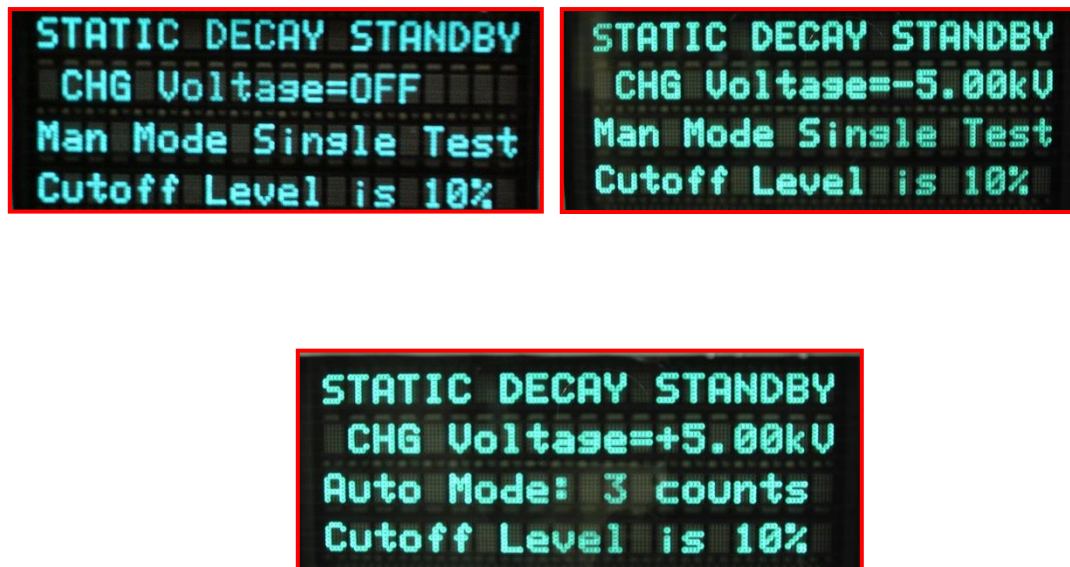 STATIC DECAY STANDBY
CHG Voltage=OFF
Man Mode Single Test
Cutoff Level is 10%
STATIC DECAY STANDBY
CHG Voltage=-5.00kV
Man Mode Single Test
Cutoff Level is 10%
STATIC DECAY STANDBY
CHG Voltage=+5.00kV
Auto Mode: 3 counts
Cutoff Level is 10%